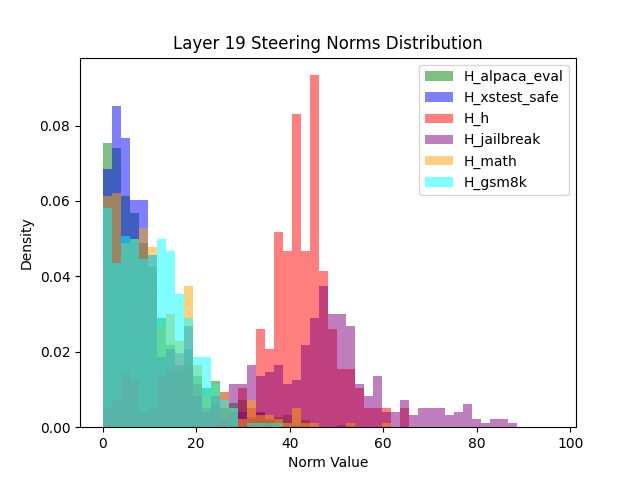 Layer 19 Steering Norms Distribution
H_alpaca_eval
H_xstest_safe
H_h
H_jailbreak
H_math
H_gsm8k
0.08
0.06
0.04
0.02
0.00
Density
0
20
40
60
80
100
Norm Value